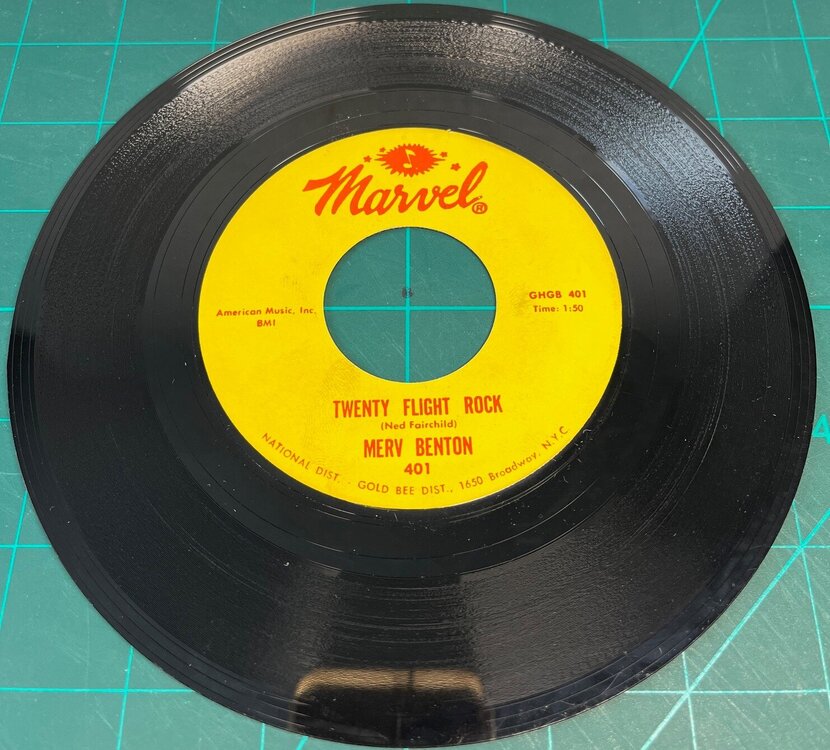 Marvel®
American Music, Inc.
BMI
GHGB 401
Time: 1:50
TWENTY FLIGHT ROCK
(Ned Fairchild)
MERV BENTON
401
NATIONAL DIST. - GOLD BEE DIST., 1650 Broadway, N.Y.C